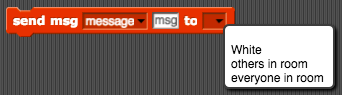 send msg message msg to
White
others in room
everyone in room